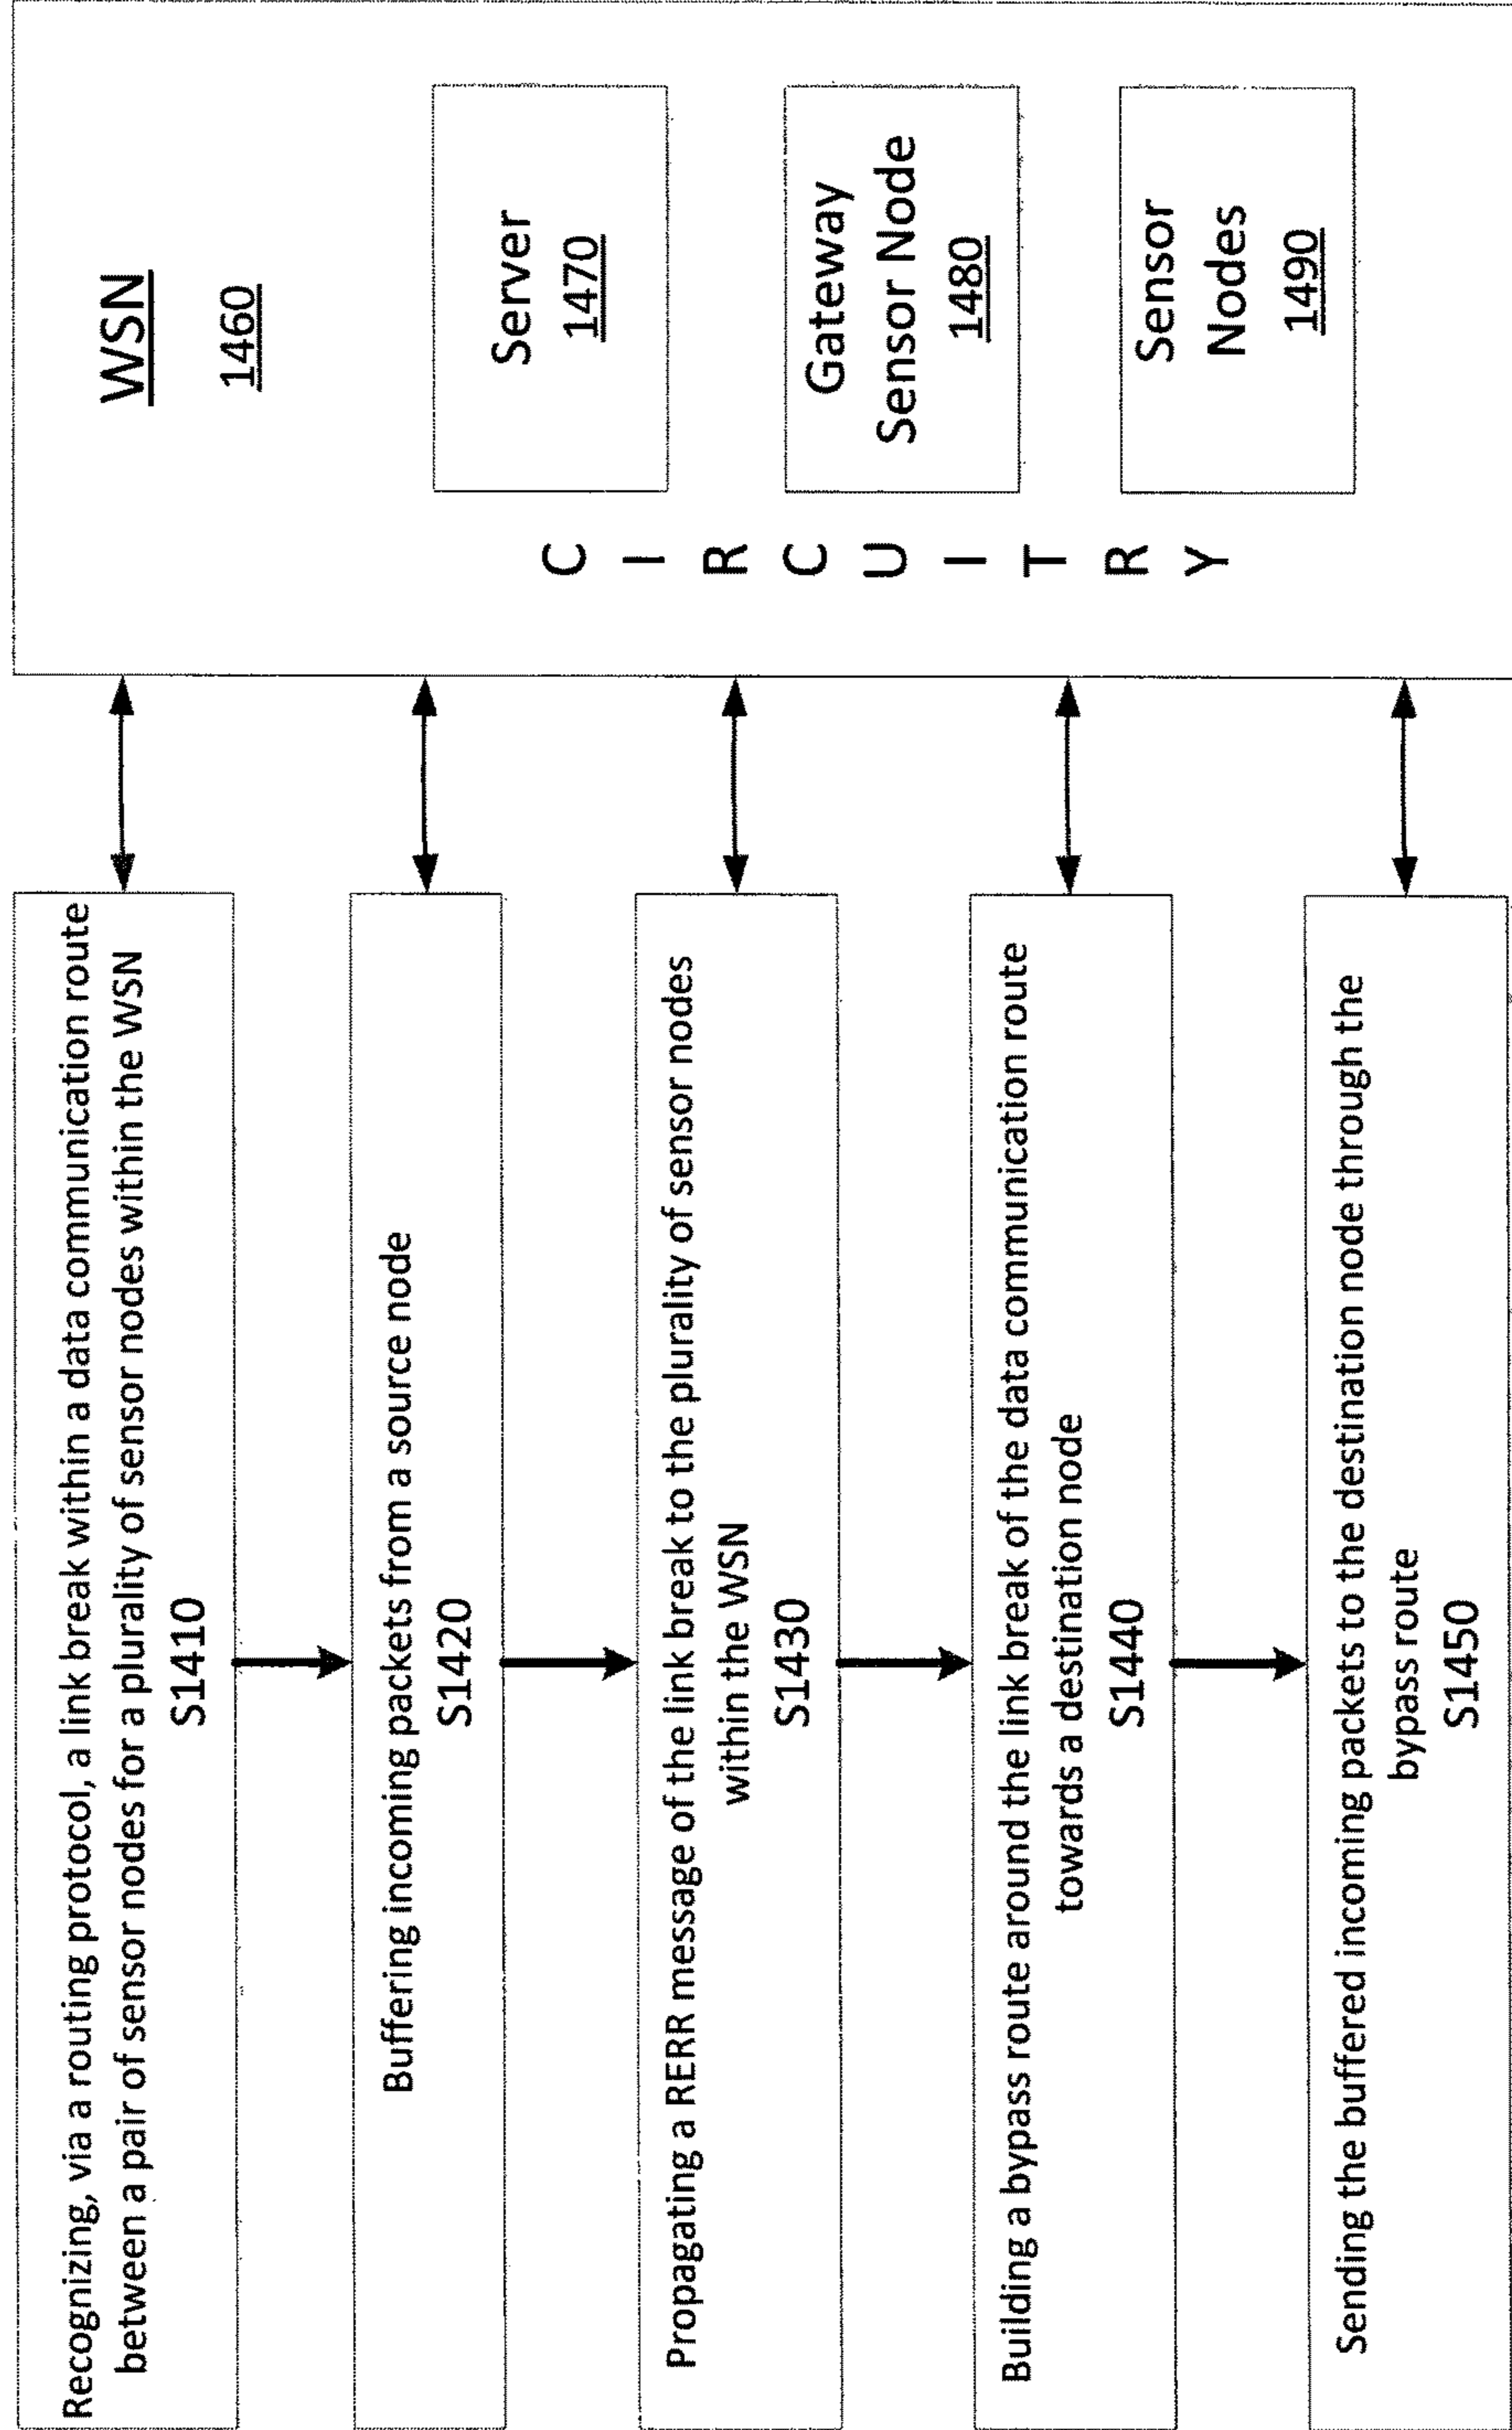 Recognizing, via a routing protocol, a link break within a data communication route
between a pair of sensor nodes for a plurality of sensor nodes within the WSN
S1410
Buffering incoming packets from a source node
S1420
Propagating a RERR message of the link break to the plurality of sensor nodes
within the WSN
S1430
Building a bypass route around the link break of the data communication route
towards a destination node
S1440
Sending the buffered incoming packets to the destination node through the
bypass route
S1450
WSN
1460
CIRCUITRY
Server
1470
Gateway
Sensor Node
1480
Sensor
Nodes
1490